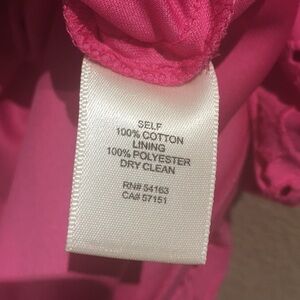 SELF
100% COTTON
LINING
100% POLYESTER
DRY CLEAN
RN# 54163
CA# 57151